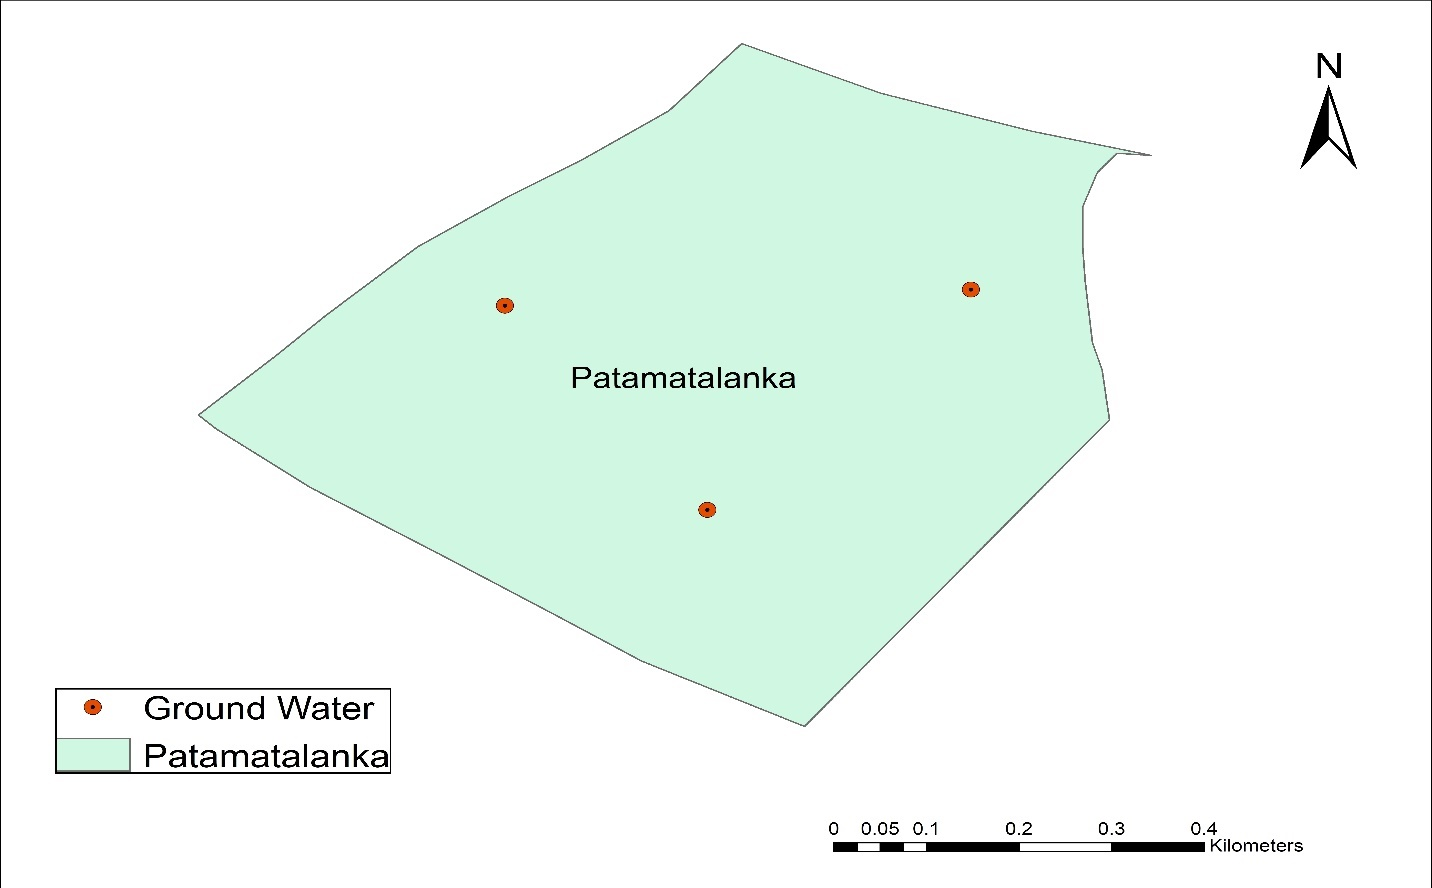 N
Patamatalanka
Ground Water
Patamatalanka
0 0.05 0.1 0.2 0.3 0.4
Kilometers